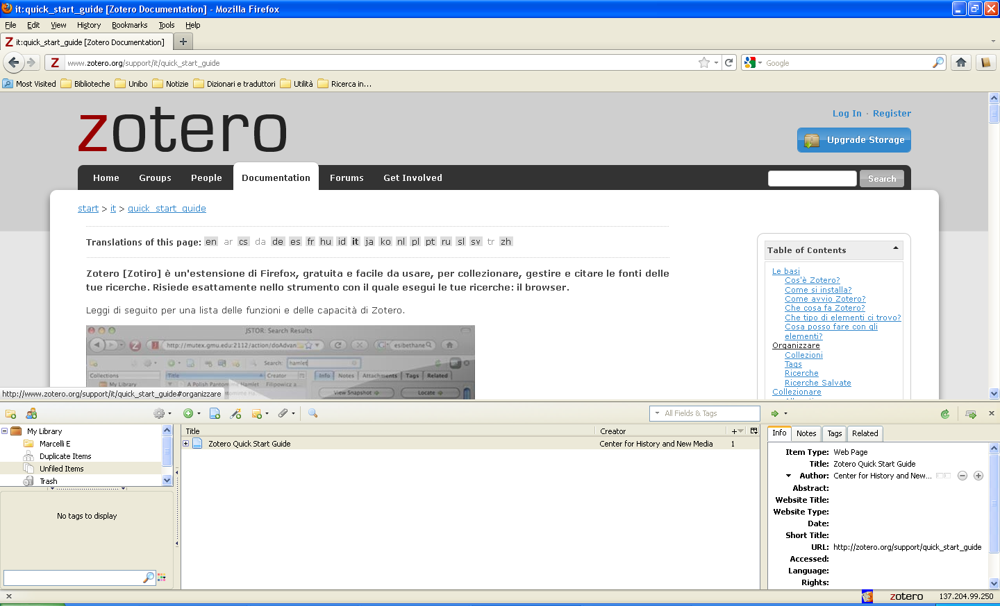 it:quick_start_guide [Zotero Documentation] - Mozilla Firefox
File Edit View History Bookmarks Tools Help
it:quick_start_guide [Zotero Documentation]
www.zotero.org/support/it/quick_start_guide
Google
Most Visited Biblioteche Unibo Notizie Dizionari e traduttori Utilità Ricerca in...
zotero
Log In · Register
Upgrade Storage
Home Groups People Documentation Forums Get Involved
Search
start > it > quick_start_guide
Translations of this page: en ar cs da de es fr hu id it ja ko nl pl pt ru sl sv tr zh
Zotero [Zotiro] è un'estensione di Firefox, gratuita e facile da usare, per collezionare, gestire e citare le fonti delle
tue ricerche. Risiede esattamente nello strumento con il quale esegui le tue ricerche: il browser.
Leggi di seguito per una lista delle funzioni e delle capacità di Zotero.
JSTOR: Search Results
http://mutex.gmu.edu:2112/action/doAdvan
esibethane
Search: hamlet
Collections Title Creator Info Notes Attachments Tags Related
My Library A Polish Pantomime Hamlet Filipowicz a...
View Snapshot Locate
Table of Contents
Le basi
Cos'è Zotero?
Come si installa?
Come avvio Zotero?
Che cosa fa Zotero?
Che tipo di elementi ci trovo?
Cosa posso fare con gli
elementi?
Organizzare
Collezioni
Tags
Ricerche
Ricerche Salvate
Collezionare
http://www.zotero.org/support/it/quick_start_guide#organizzare
All Fields & Tags
My Library
Marcelli E
Duplicate Items
Unfiled Items
Trash
No tags to display
Title Creator
Zotero Quick Start Guide Center for History and New Media 1
Info Notes Tags Related
Item Type: Web Page
Title: Zotero Quick Start Guide
Author: Center for History and New...
Abstract:
Website Title:
Website Type:
Date:
Short Title:
URL: http://zotero.org/support/quick_start_guide
Accessed:
Language:
Rights:
zotero 137.204.99.250